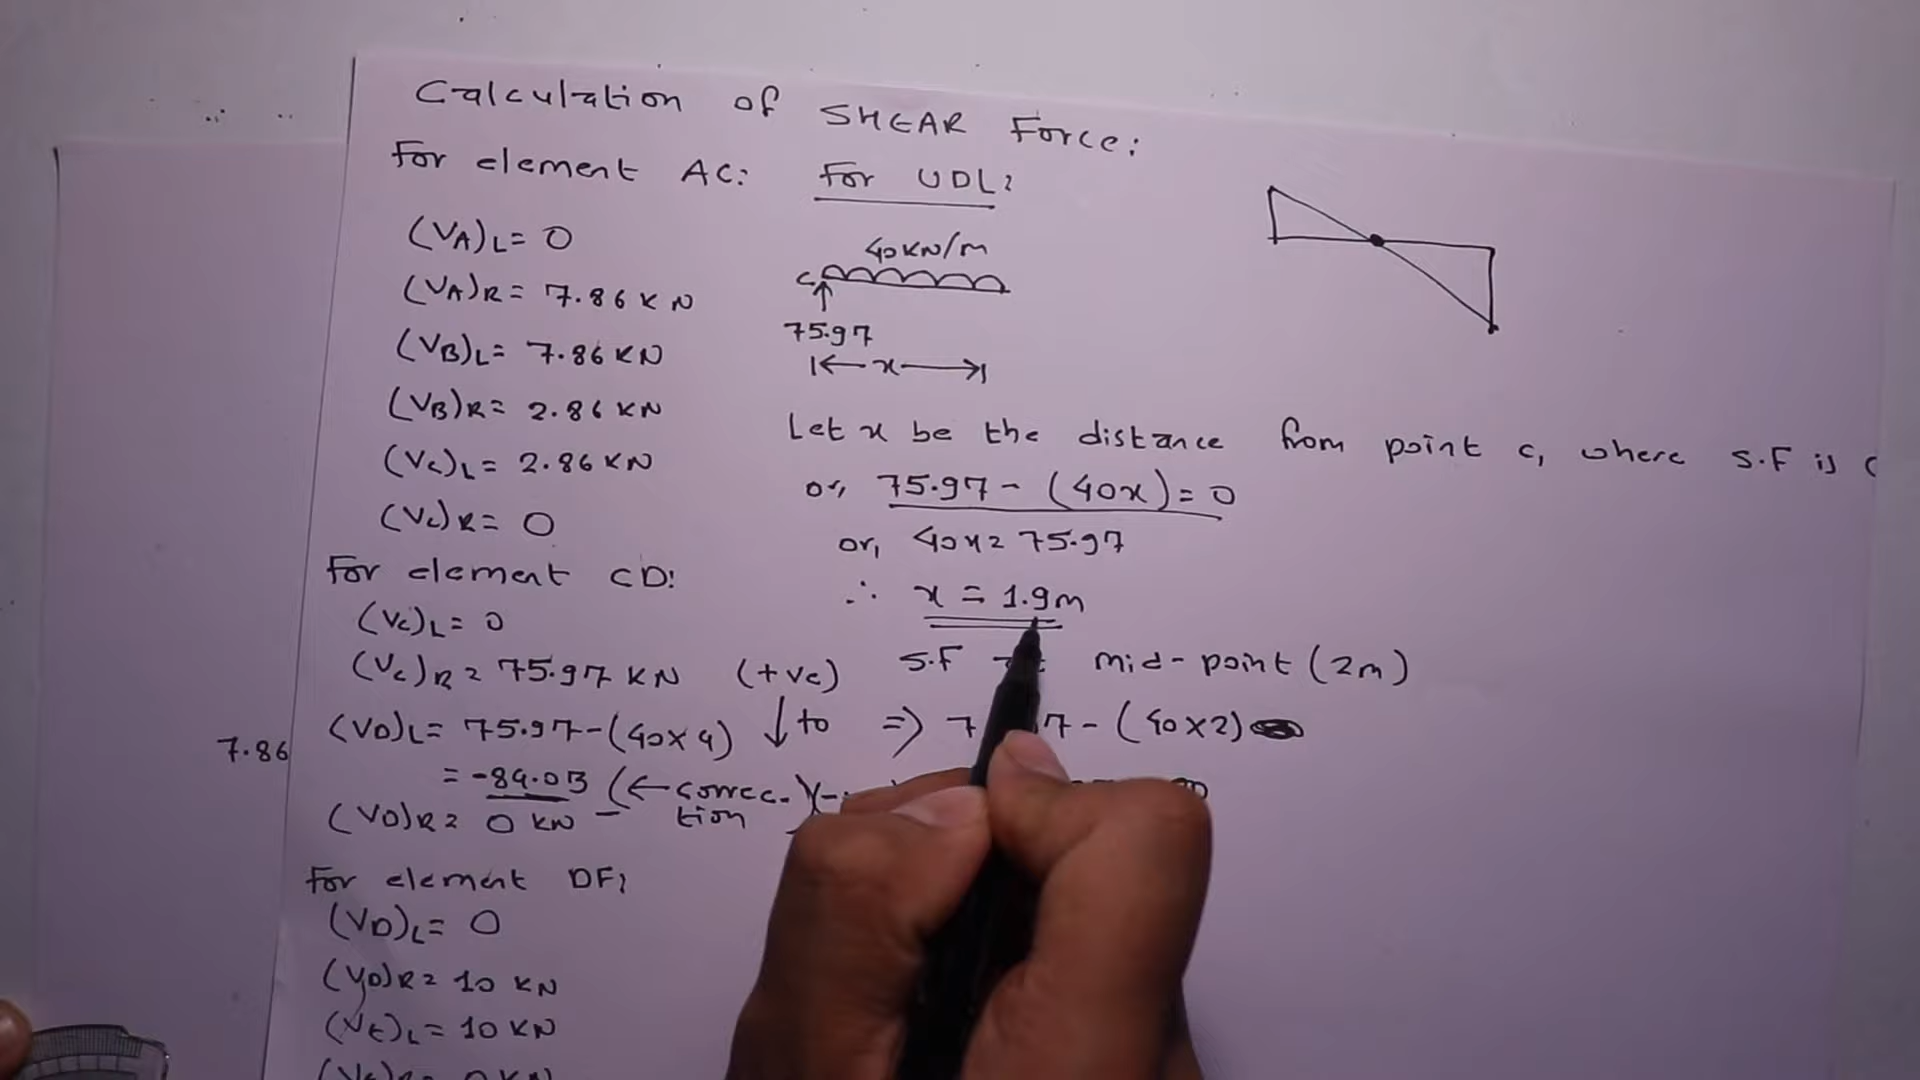 Calculation of SHEAR Force:
For element AC:
(VA)L= 0
(VA)R= 7.86 KN
(VB)L= 7.86 KN
(VB)R= 2.86 KN
(Vc)L= 2.86 KN
(Vc)R= 0
For element CD:
(Vc)L= 0
(Vc)R= 75.97 KN (+ve)
↓ to
(VD)L= 75.97-(40x4)
= -84.03 (←correc-
tion
(VD)R= 0 KN
7.86
For element DF:
(VD)L= 0
(VD)R= 10 KN
(VE)L= 10 KN
For UDL:
40KN/m
C
75.97
x
Let x be the distance from point C, where S.F is
or, 75.97 - (40x) = 0
or, 40x= 75.97
∴ x = 1.9m
S.F mid-point (2m)
=> - (40x2)